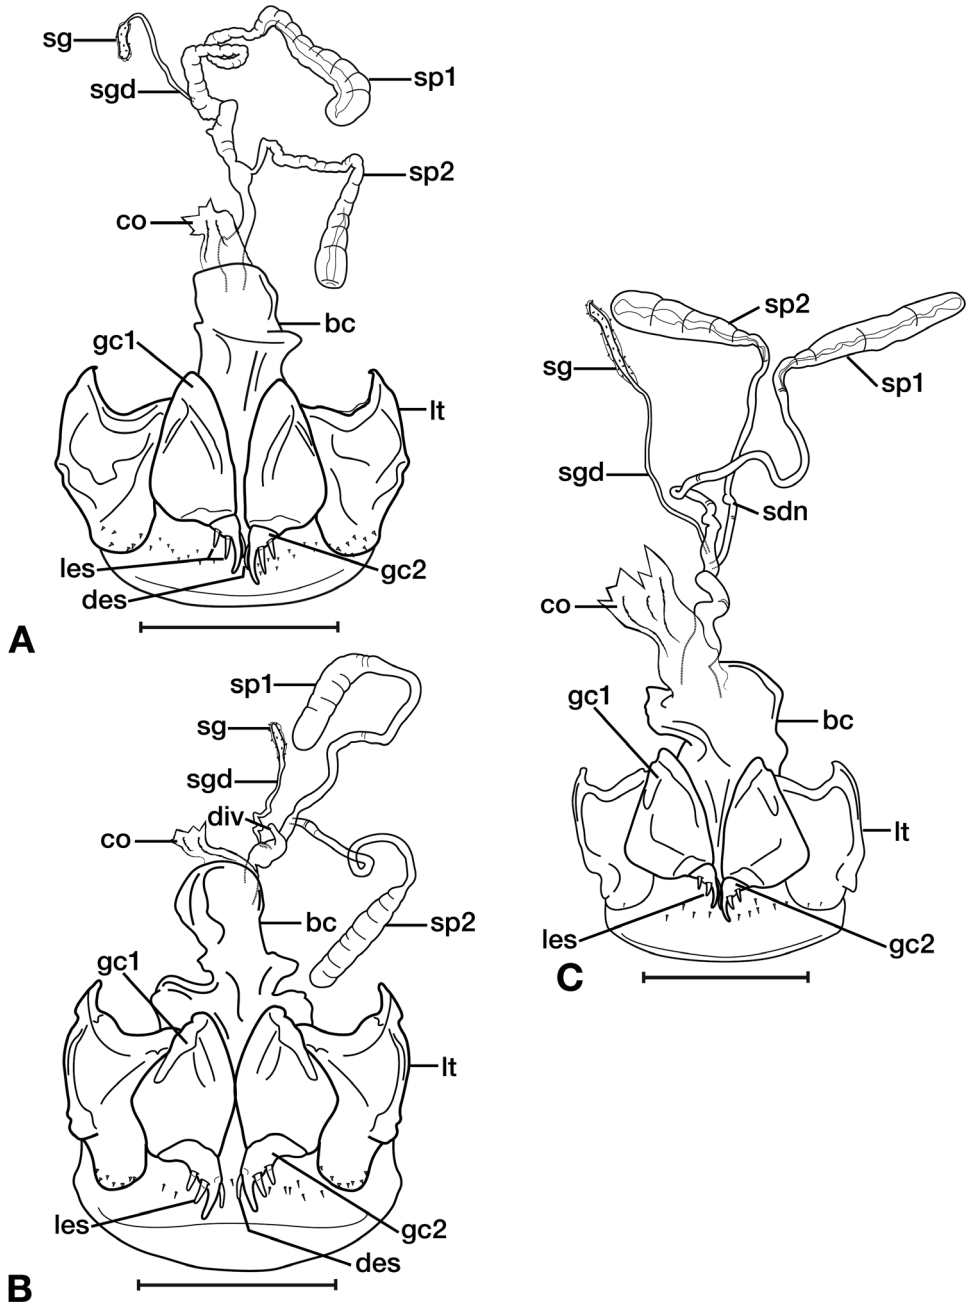 sg
sgd
sp1
sp2
co
bc
gc1
lt
les
des
gc2
A
sp1
sg
sgd
div
co
bc
sp2
gc1
lt
les
gc2
des
B
sp2
sg
sp1
sgd
sdn
co
gc1
bc
lt
les
gc2
C